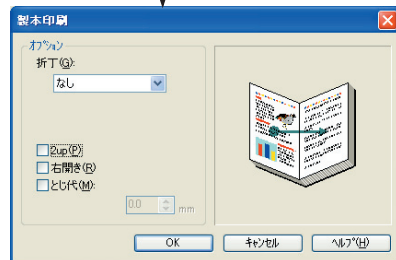 製本印刷
オプション
折丁(G):
なし
2up(P)
右開き(R)
とじ代(M):
0.0 mm
OK キャンセル ヘルプ(H)